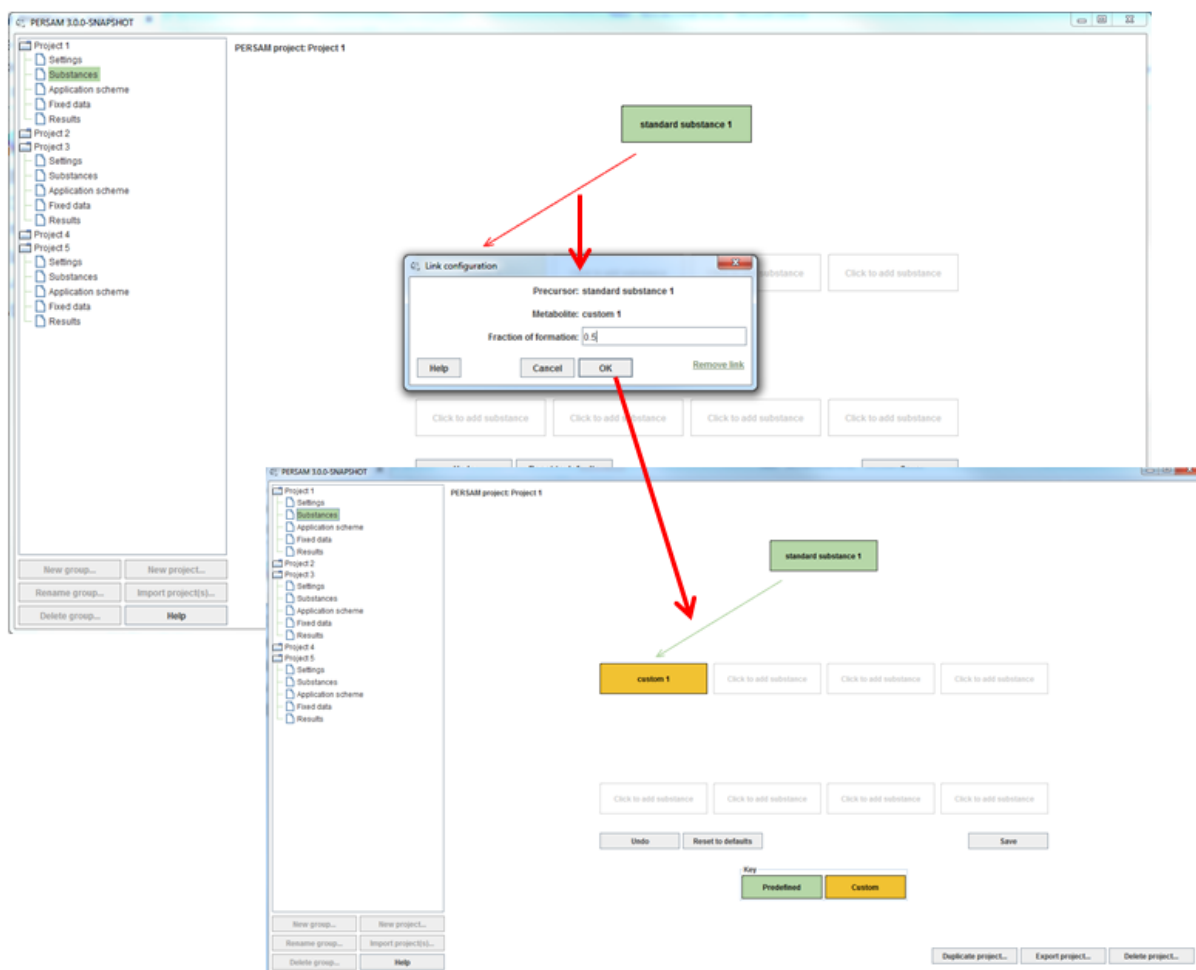 PERSAM 3.0.0-SNAPSHOT
Project 1
Settings
Substances
Application scheme
Fixed data
Results
Project 2
Project 3
Settings
Substances
Application scheme
Fixed data
Results
Project 4
Project 5
Settings
Substances
Application scheme
Fixed data
Results
New group... New project...
Rename group... Import project(s)...
Delete group... Help
PERSAM project: Project 1
standard substance 1
substance Click to add substance
Link configuration
Precursor: standard substance 1
Metabolite: custom 1
Fraction of formation: 0.5
Help Cancel OK Remove link
Click to add substance Click to add substance Click to add substance Click to add substance
PERSAM 3.0.0-SNAPSHOT
Project 1
Settings
Substances
Application scheme
Fixed data
Results
Project 2
Project 3
Settings
Substances
Application scheme
Fixed data
Results
Project 4
Project 5
Settings
Substances
Application scheme
Fixed data
Results
New group... New project...
Rename group... Import project(s)...
Delete group... Help
PERSAM project: Project 1
standard substance 1
custom 1 Click to add substance Click to add substance Click to add substance
Click to add substance Click to add substance Click to add substance Click to add substance
Undo Reset to defaults Save
Key
Predefined Custom
Duplicate project... Export project... Delete project...